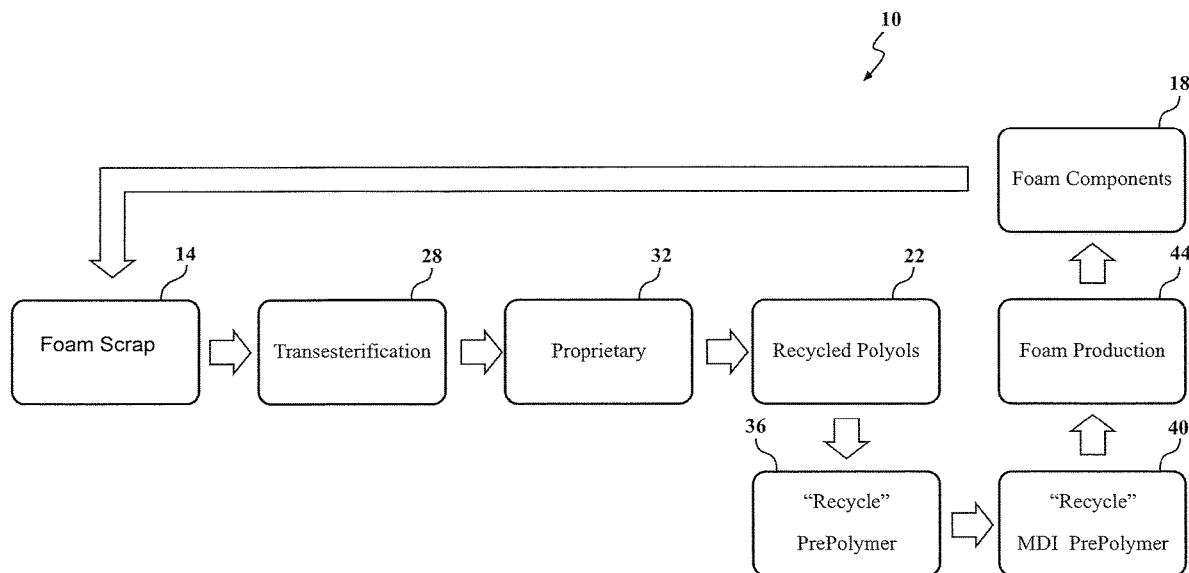 10
18
Foam Components
14
28
32
22
44
Foam Scrap
Transesterification
Proprietary
Recycled Polyols
Foam Production
36
40
“Recycle”
PrePolymer
“Recycle”
MDI PrePolymer